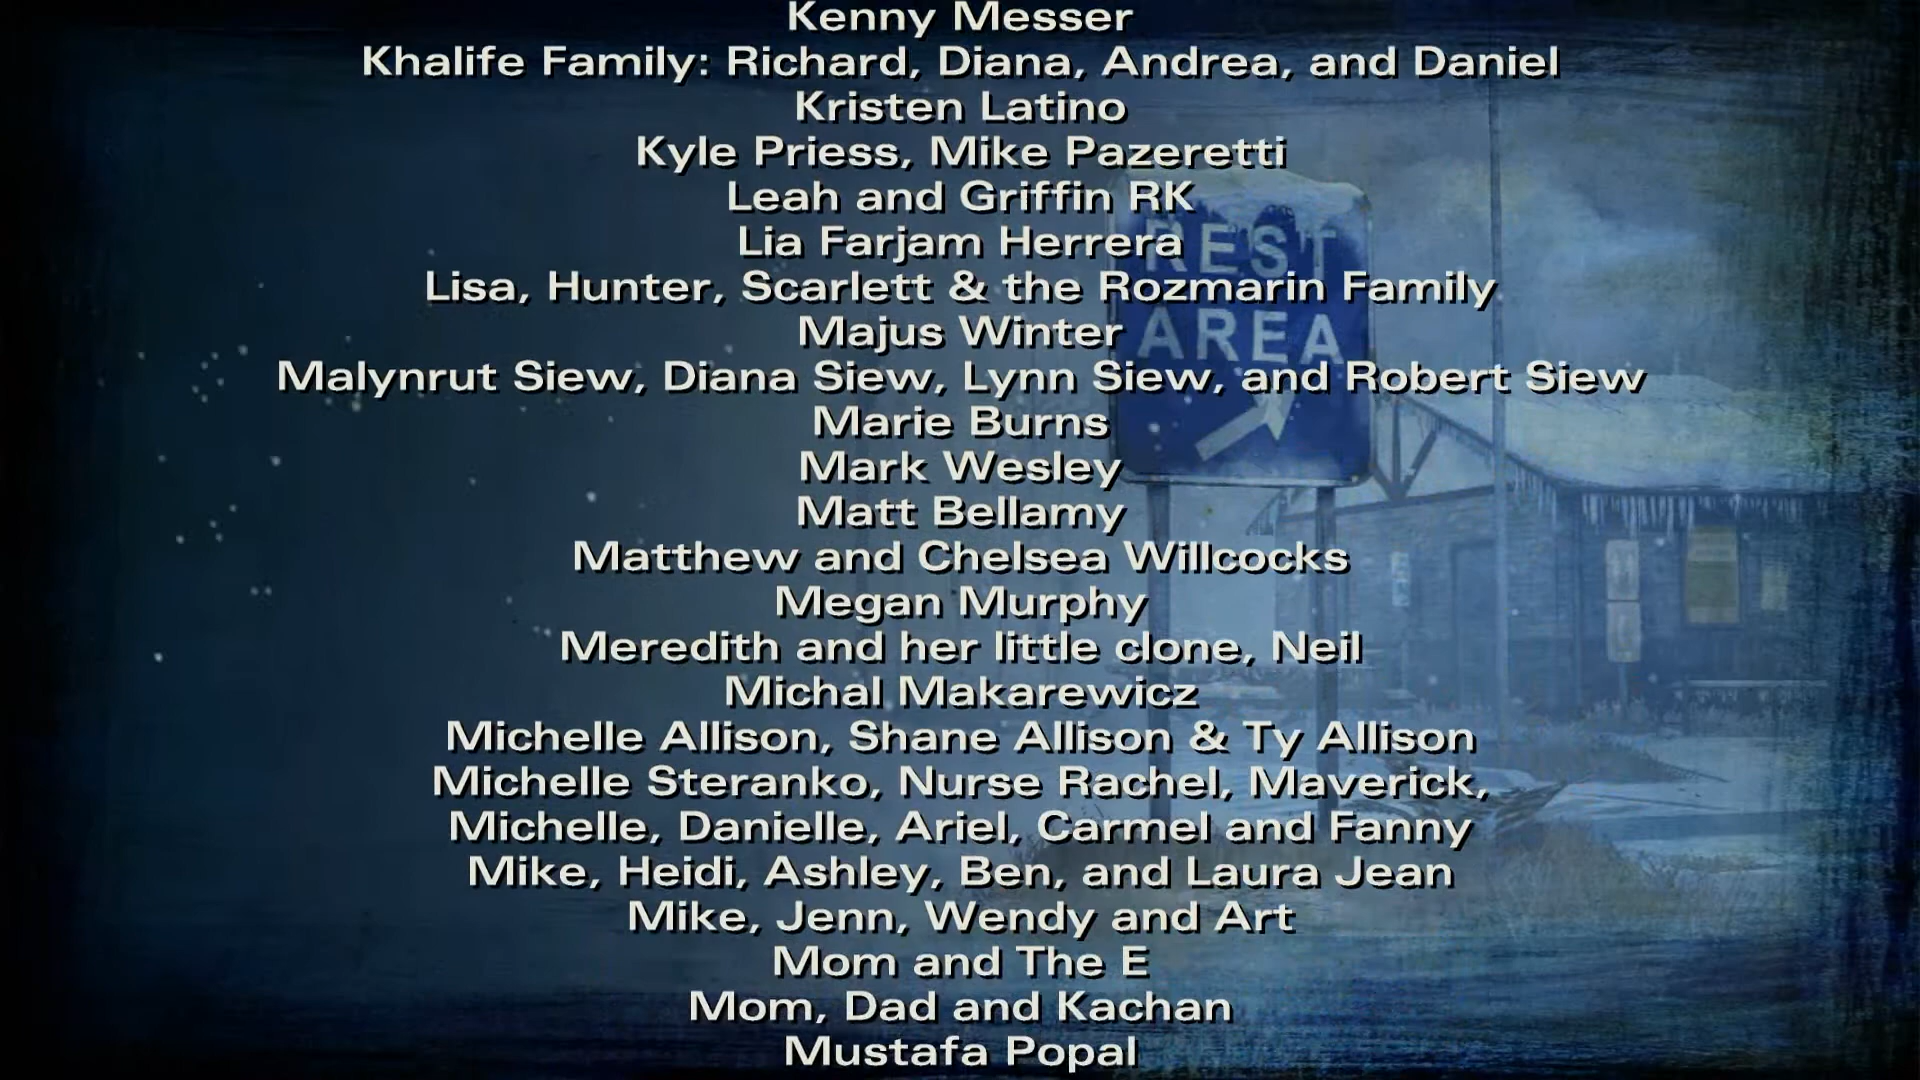 Kenny Messer
Khalife Family: Richard, Diana, Andrea, and Daniel
Kristen Latino
Kyle Priess, Mike Pazeretti
Leah and Griffin RK
Lia Farjam Herrera
REST
Lisa, Hunter, Scarlett & the Rozmarin Family
Majus Winter
AREA
Malynrut Siew, Diana Siew, Lynn Siew, and Robert Siew
Marie Burns
Mark Wesley
Matt Bellamy
Matthew and Chelsea Willcocks
Megan Murphy
Meredith and her little clone, Neil
Michal Makarewicz
Michelle Allison, Shane Allison & Ty Allison
Michelle Steranko, Nurse Rachel, Maverick,
Michelle, Danielle, Ariel, Carmel and Fanny
Mike, Heidi, Ashley, Ben, and Laura Jean
Mike, Jenn, Wendy and Art
Mom and The E
Mom, Dad and Kachan
Mustafa Popal